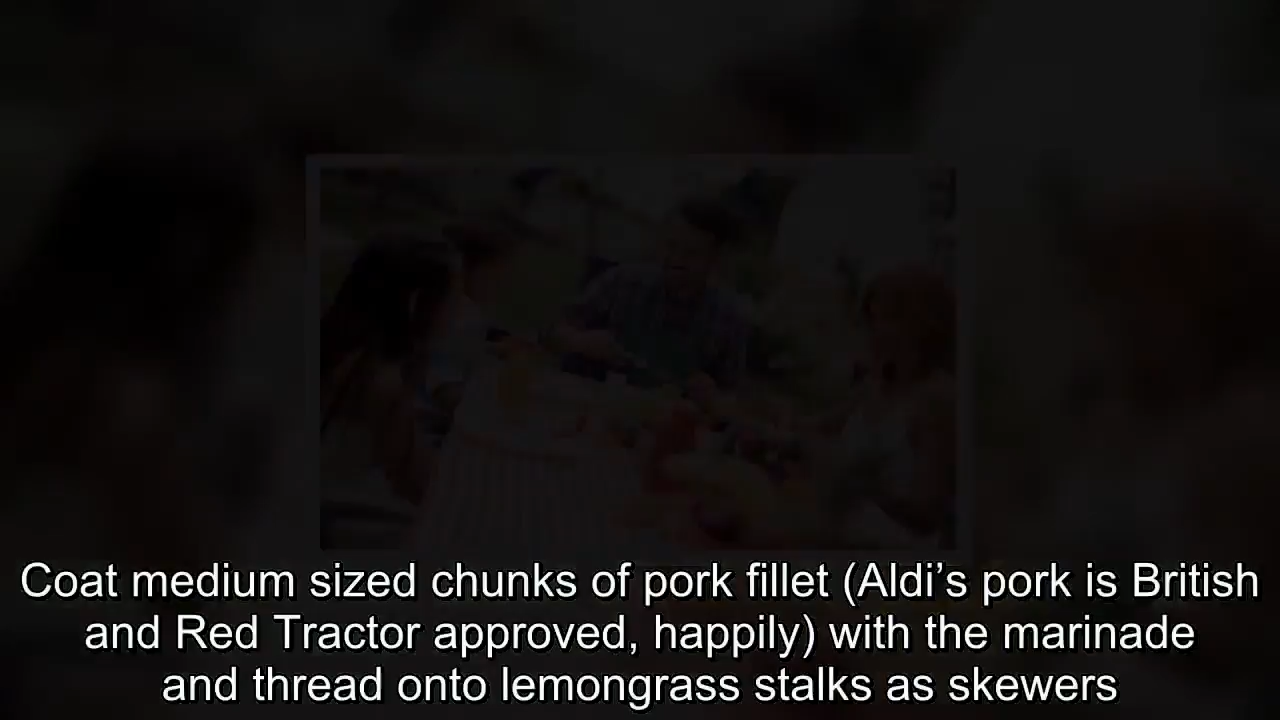 Coat medium sized chunks of pork fillet (Aldi’s pork is British
and Red Tractor approved, happily) with the marinade
and thread onto lemongrass stalks as skewers